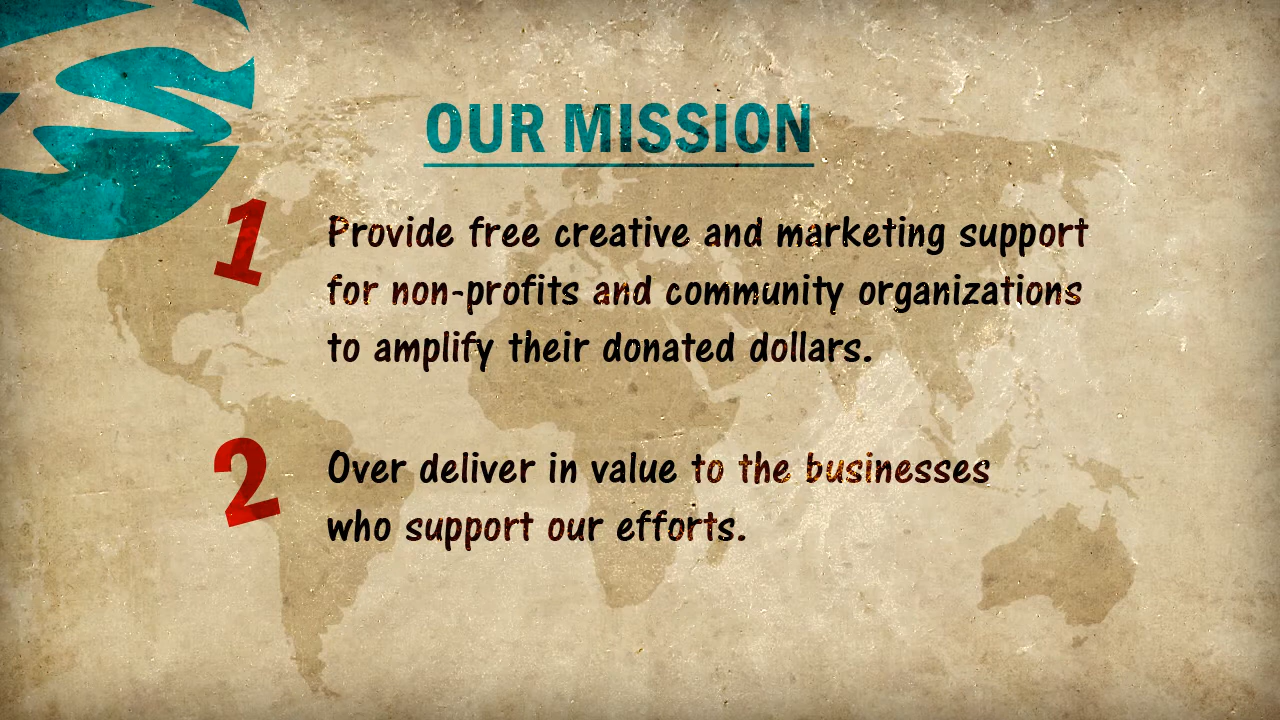 OUR MISSION
1
Provide free creative and marketing support
for non-profits and community organizations
to amplify their donated dollars.
2
Over deliver in value to the businesses
who support our efforts.